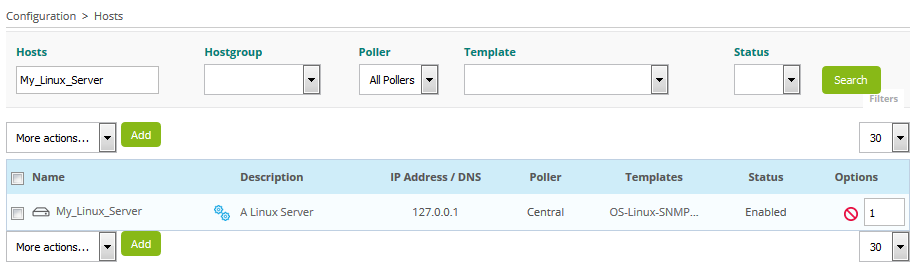 Configuration > Hosts
Hosts Hostgroup Poller Template Status
My_Linux_Server All Pollers Search
Filters
More actions... Add 30
Name Description IP Address / DNS Poller Templates Status Options
My_Linux_Server A Linux Server 127.0.0.1 Central OS-Linux-SNMP... Enabled 1
More actions... Add 30